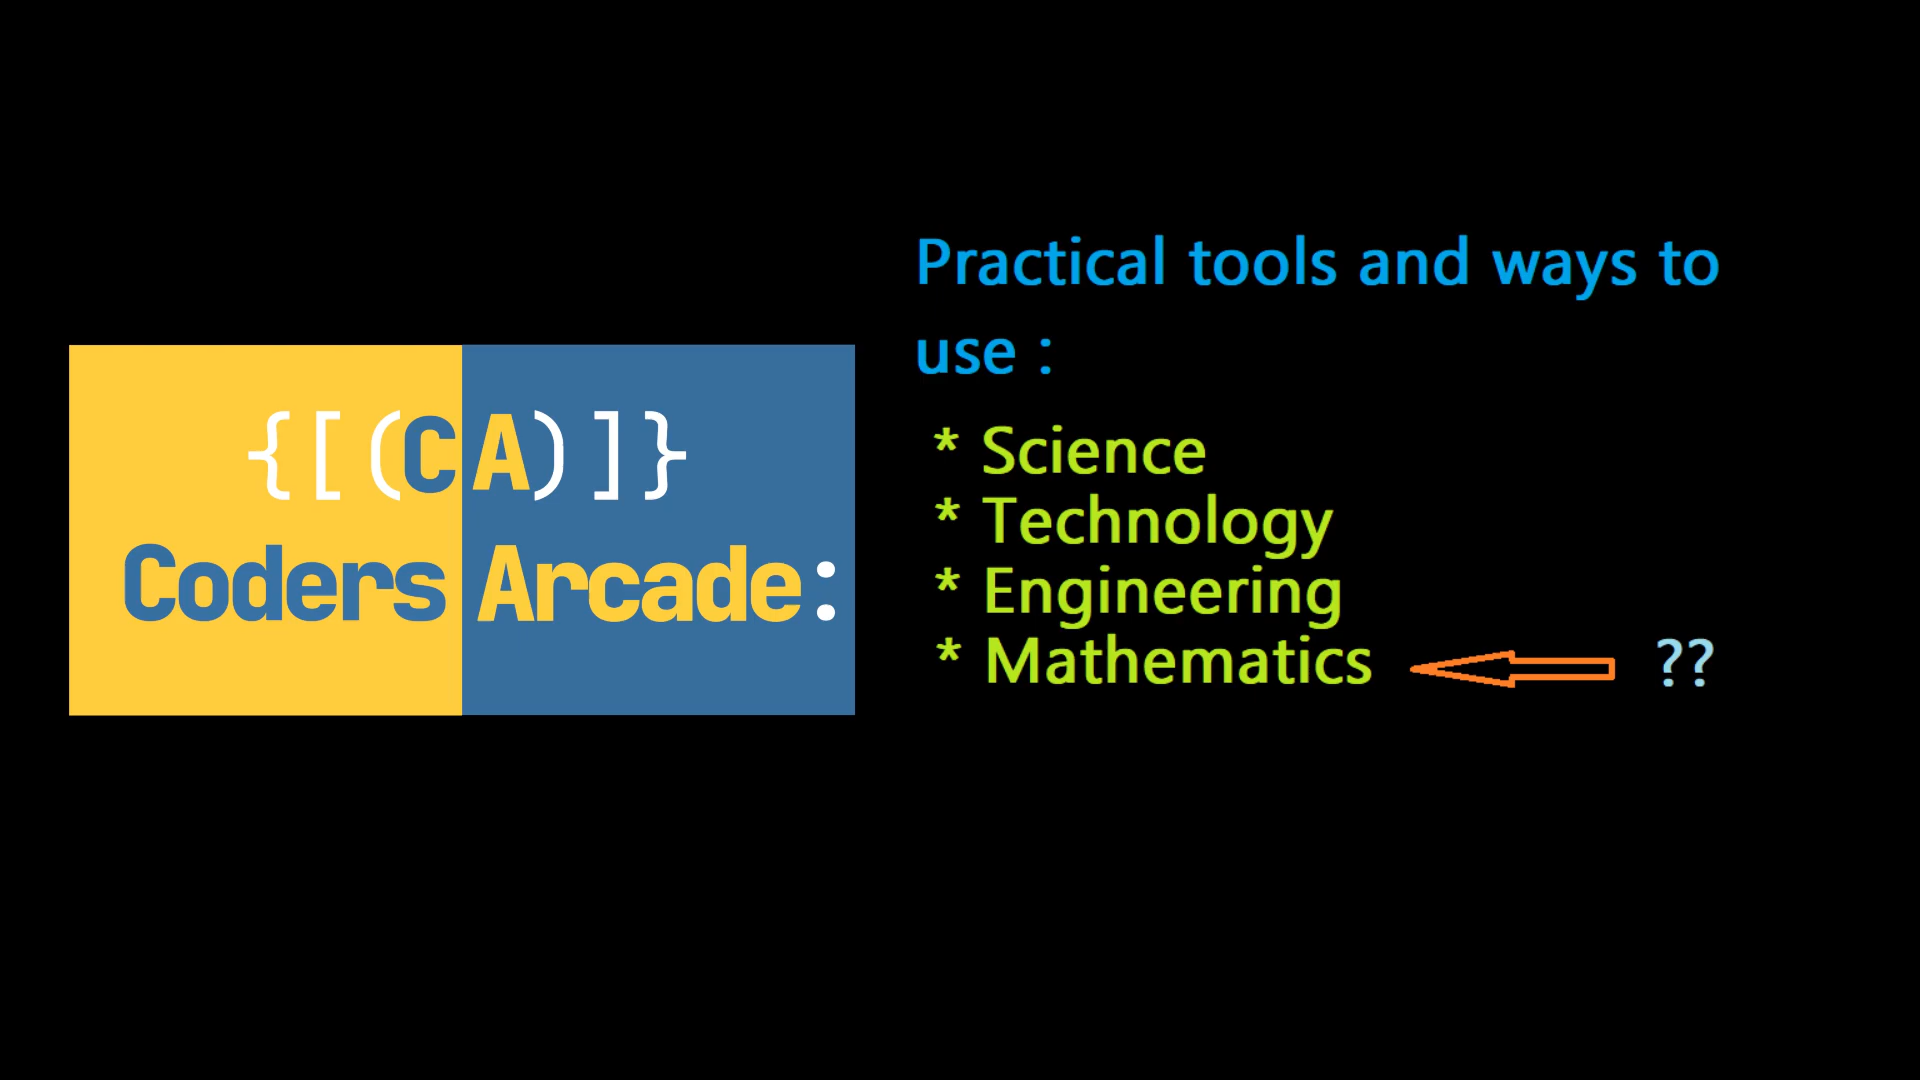 {[(CA)]}
Coders Arcade:
Practical tools and ways to
use :
* Science
* Technology
* Engineering
* Mathematics ??